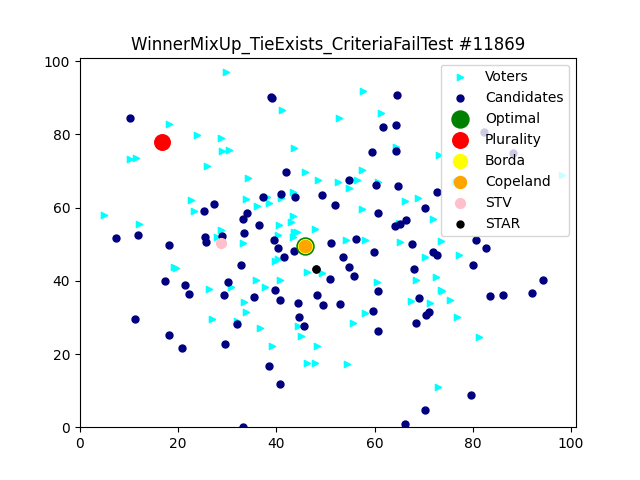 WinnerMixUp_TieExists_CriteriaFailTest #11869
100
80
60
40
20
0
0
20
40
60
80
100
Voters
Candidates
Optimal
Plurality
Borda
Copeland
STV
STAR